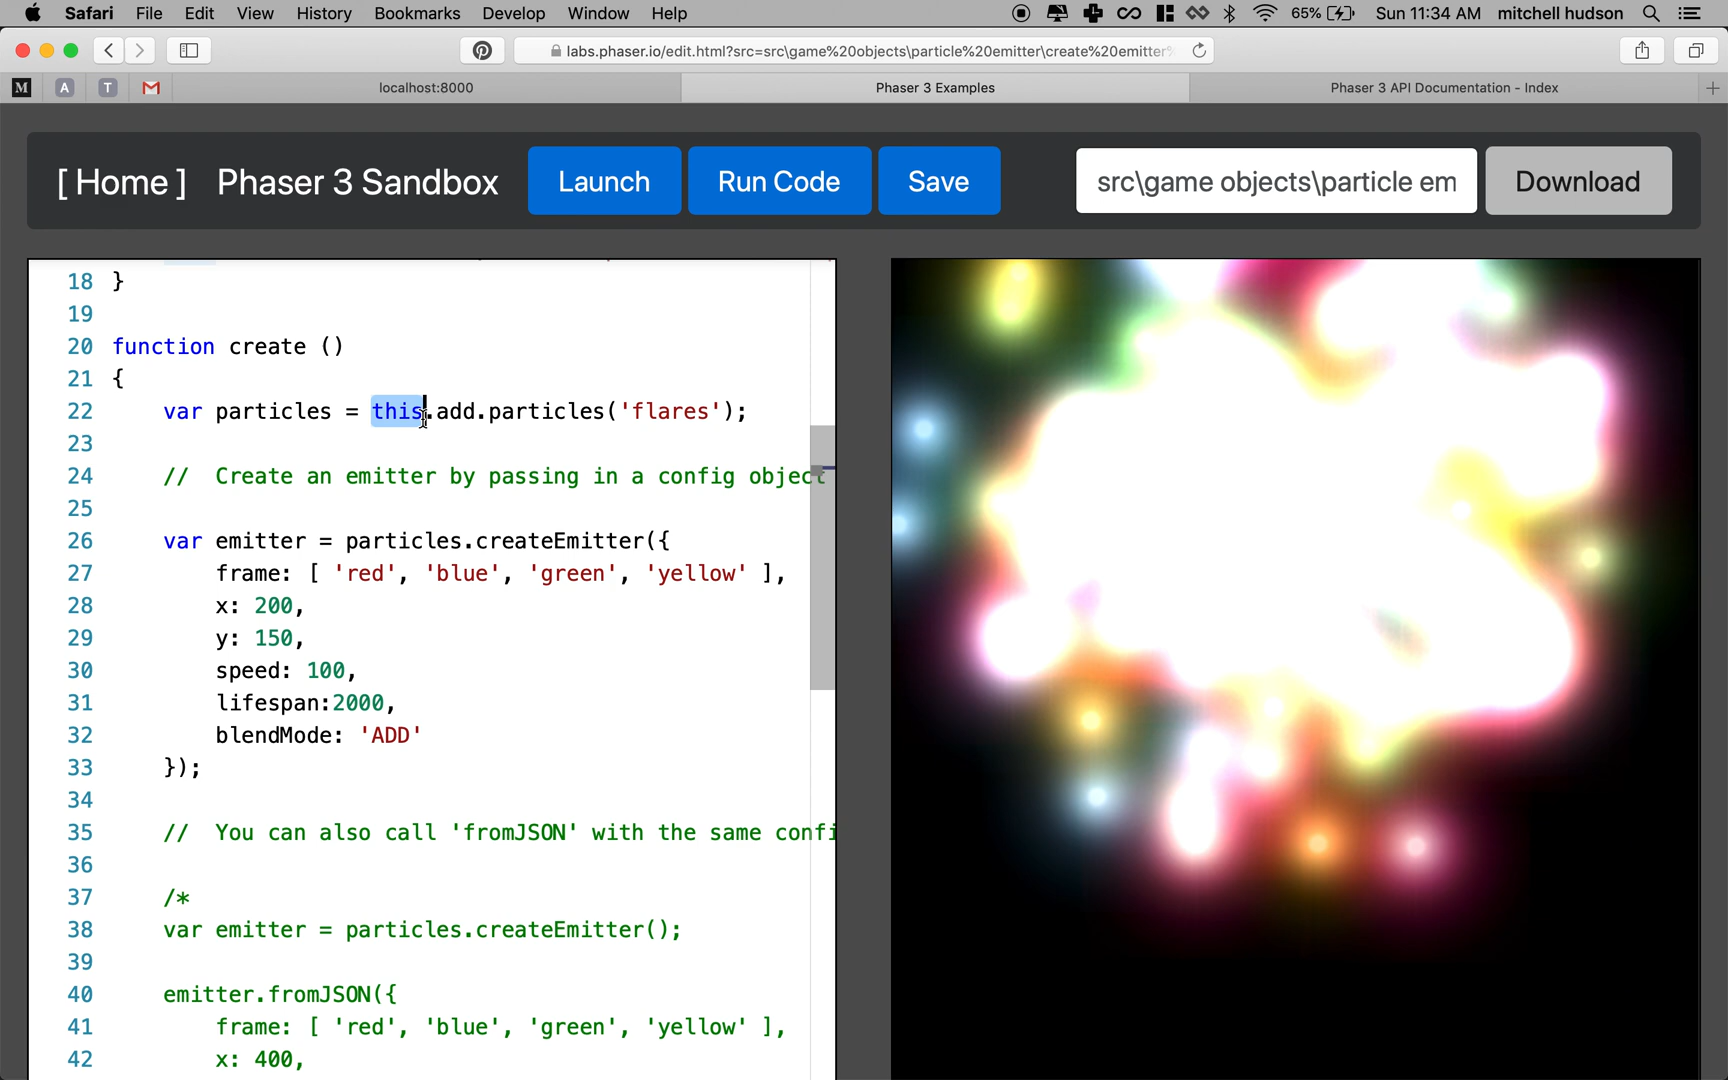 Safari File Edit View History Bookmarks Develop Window Help 65% Sun 11:34 AM mitchell hudson
labs.phaser.io/edit.html?src=src\game%20objects\particle%20emitter\create%20emitter%
M A T localhost:8000 Phaser 3 Examples Phaser 3 API Documentation - Index
[ Home ] Phaser 3 Sandbox Launch Run Code Save src\game objects\particle em Download
18 }
19
20 function create ()
21 {
22 var particles = this.add.particles('flares');
23
24 // Create an emitter by passing in a config object
25
26 var emitter = particles.createEmitter({
27 frame: [ 'red', 'blue', 'green', 'yellow' ],
28 x: 200,
29 y: 150,
30 speed: 100,
31 lifespan:2000,
32 blendMode: 'ADD'
33 });
34
35 // You can also call 'fromJSON' with the same confi
36
37 /*
38 var emitter = particles.createEmitter();
39
40 emitter.fromJSON({
41 frame: [ 'red', 'blue', 'green', 'yellow' ],
42 x: 400,